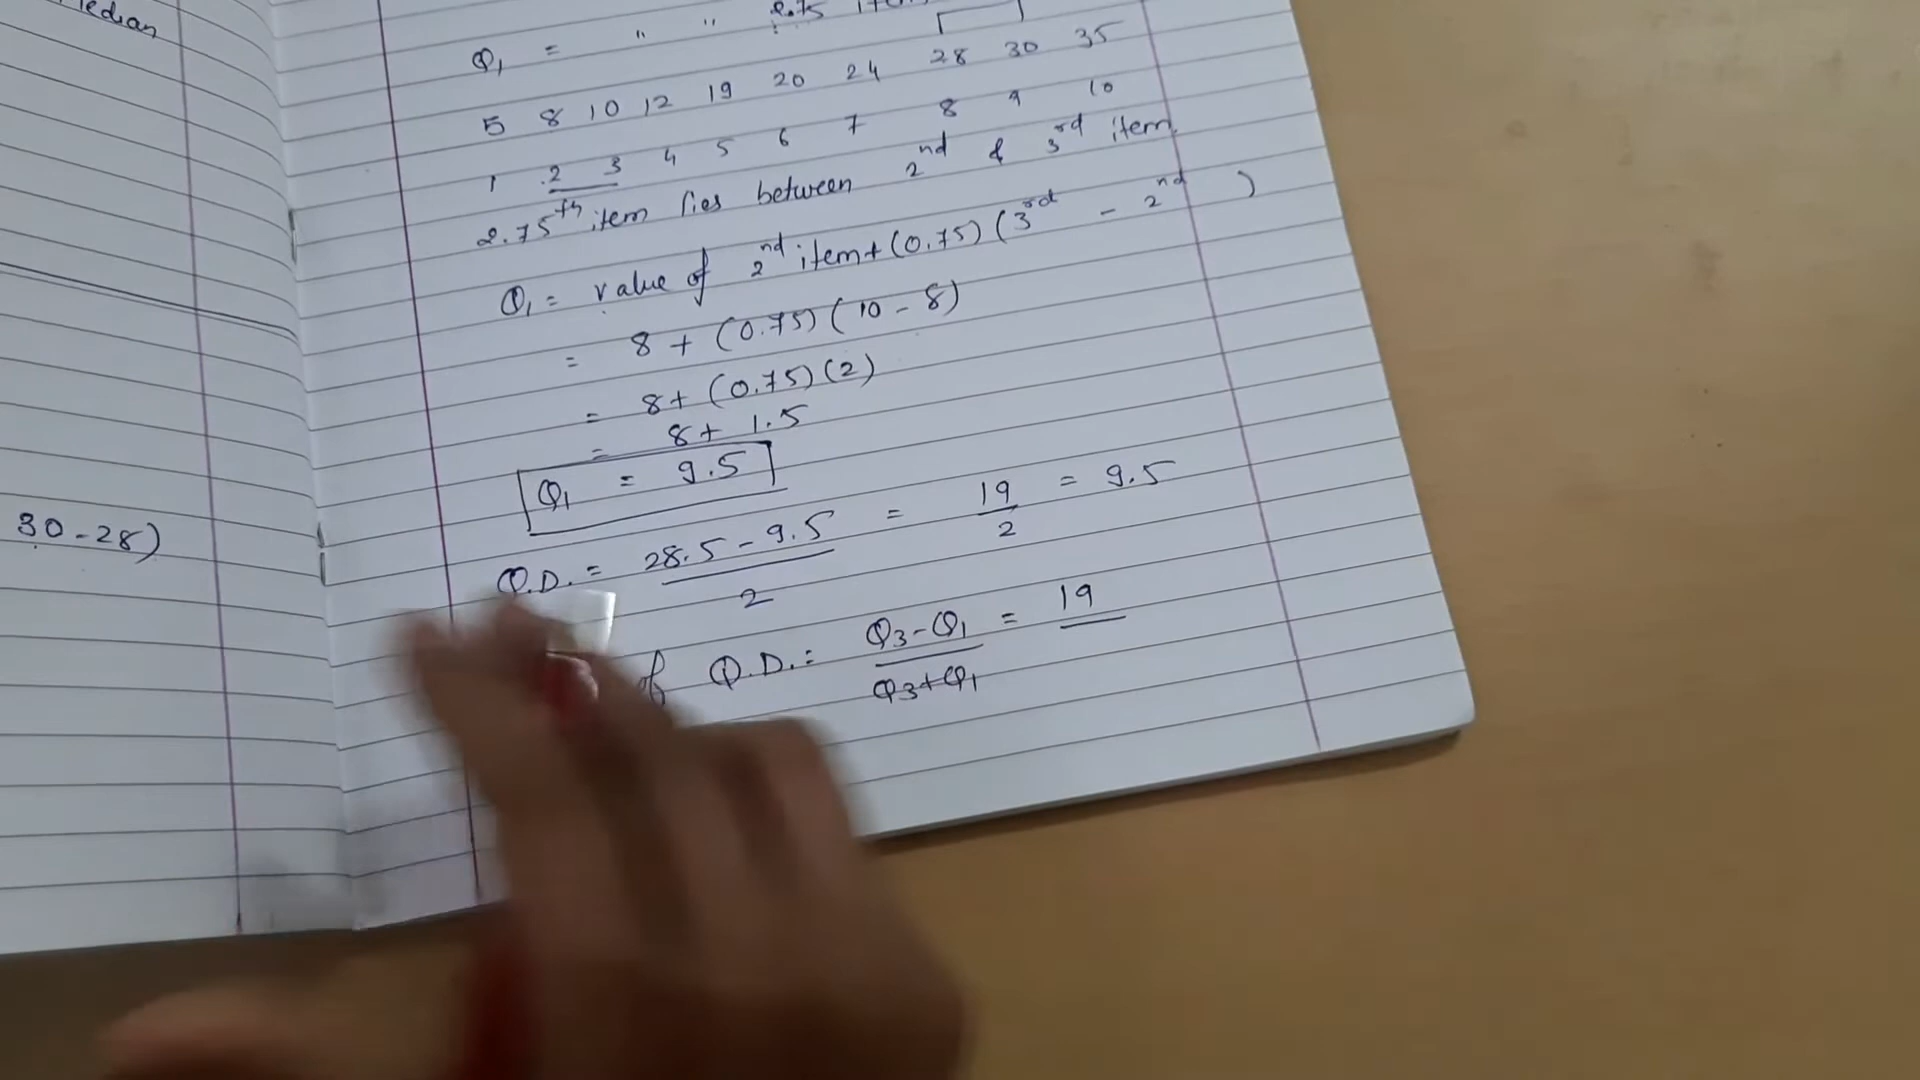 30-28)
Q1 = " "
5 8 10 12 19 20 24 28 30 35
1 2 3 4 5 6 7 8 9 10
2.75th item lies between 2nd & 3rd item.
Q1 = value of 2nd item + (0.75) (3rd - 2nd )
= 8 + (0.75) (10 - 8)
= 8 + (0.75) (2)
= 8 + 1.5
Q1 = 9.5
Q.D. = 28.5 - 9.5 / 2 = 19 / 2 = 9.5
of Q.D. = Q3 - Q1 / Q3 + Q1 = 19